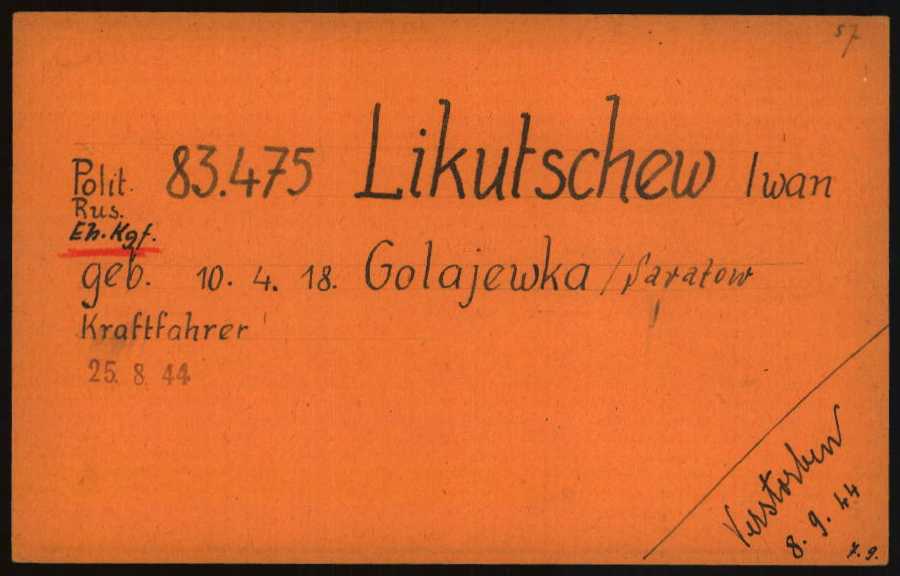 57
Polit. 83.475 Likutschew Iwan
Rus.
Eh. Kgf.
geb. 10. 4. 18. Golajewka / Saratow
Kraftfahrer
25. 8. 44
Verstorben
8. 9. 44
7. 9.